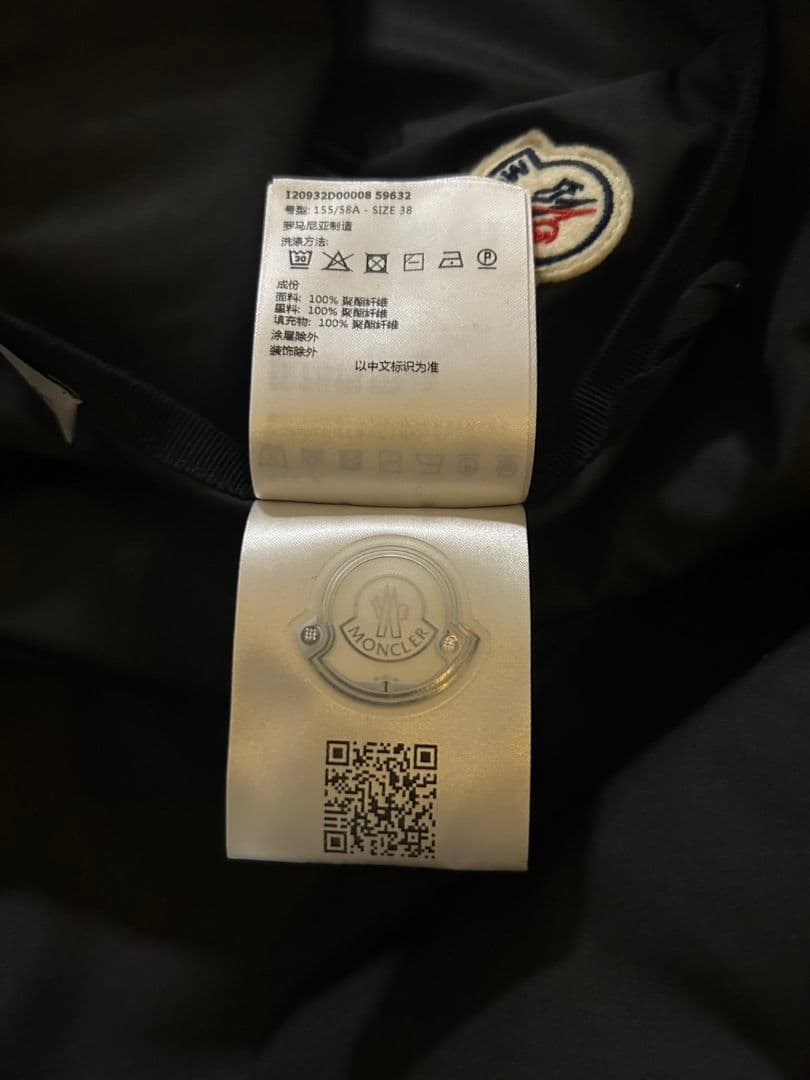 I20932D00008 59632
号型: 155/58A - SIZE 38
罗马尼亚制造
洗涤方法:
30
P
成份
面料: 100% 聚酯纤维
里料: 100% 聚酯纤维
填充物: 100% 聚酯纤维
涂层除外
装饰除外
以中文标识为准
MONCLER
I